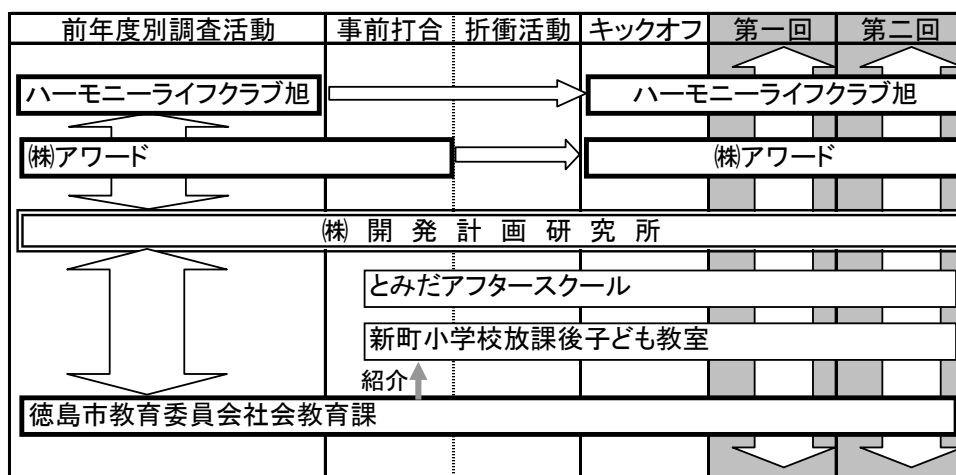 前年度別調査活動 事前打合 折衝活動 キックオフ 第一回 第二回
ハーモニーライフクラブ旭 ハーモニーライフクラブ旭
㈱アワード ㈱アワード
㈱開発計画研究所
とみだアフタースクール
新町小学校放課後子ども教室
紹介
徳島市教育委員会社会教育課